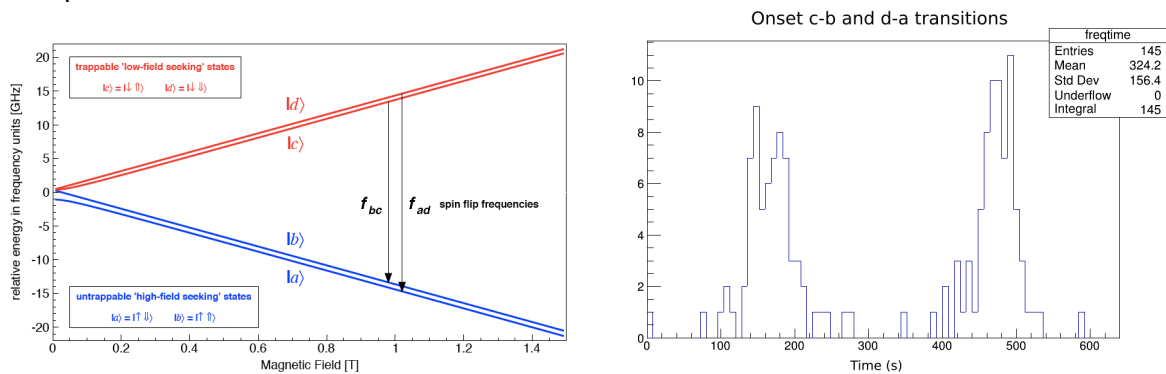 relative energy in frequency units [GHz]
20
15
10
5
0
-5
-10
-15
-20
trappable 'low-field seeking' states
|c⟩ = |↓ ⇑⟩ |d⟩ = |↓ ⇓⟩
|d⟩
|c⟩
f bc
f ad spin flip frequencies
|b⟩
|a⟩
untrappable 'high-field seeking' states
|a⟩ = |↑ ⇓⟩ |b⟩ = |↑ ⇑⟩
0 0.2 0.4 0.6 0.8 1 1.2 1.4
Magnetic Field [T]
Onset c-b and d-a transitions
freqtime
Entries 145
Mean 324.2
Std Dev 156.4
Underflow 0
Integral 145
10
8
6
4
2
0
0 100 200 300 400 500 600
Time (s)